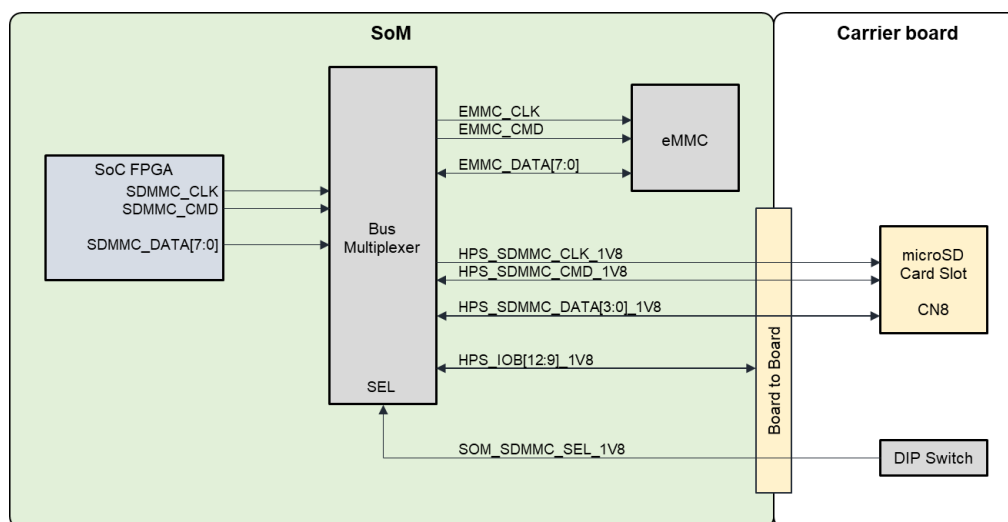 SoM
Carrier board
SoC FPGA
SDMMC_CLK
SDMMC_CMD
SDMMC_DATA[7:0]
Bus
Multiplexer
SEL
EMMC_CLK
EMMC_CMD
EMMC_DATA[7:0]
eMMC
HPS_SDMMC_CLK_1V8
HPS_SDMMC_CMD_1V8
HPS_SDMMC_DATA[3:0]_1V8
HPS_IOB[12:9]_1V8
SOM_SDMMC_SEL_1V8
Board to Board
microSD
Card Slot
CN8
DIP Switch